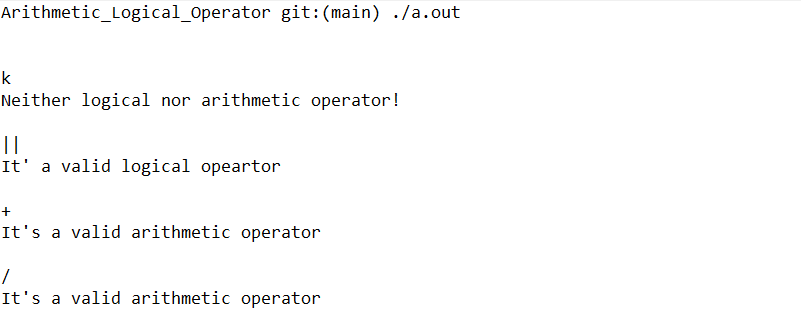 Arithmetic_Logical_Operator git:(main) ./a.out
k
Neither logical nor arithmetic operator!
||
It' a valid logical opeartor
+
It's a valid arithmetic operator
/
It's a valid arithmetic operator